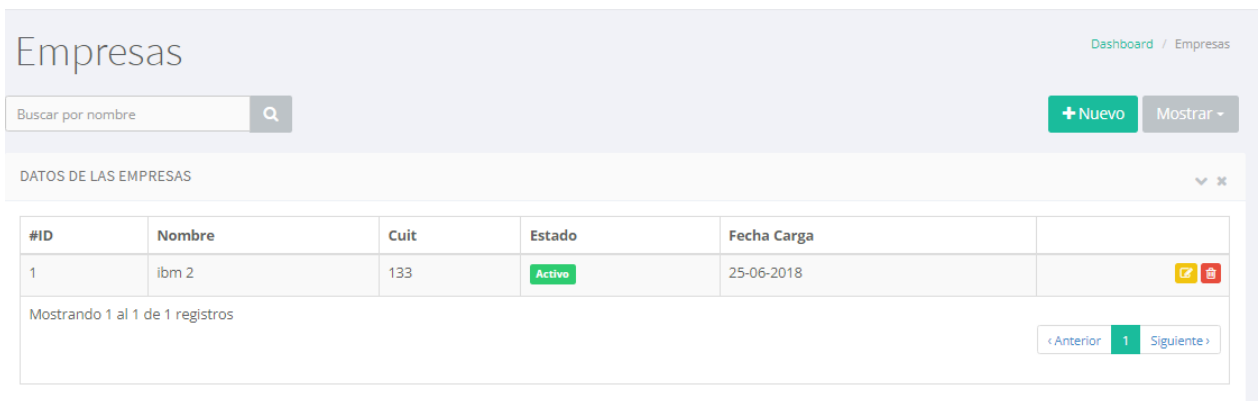 Empresas
Dashboard / Empresas
Buscar por nombre
+Nuevo Mostrar
DATOS DE LAS EMPRESAS
#ID Nombre Cuit Estado Fecha Carga
1 ibm 2 133 Activo 25-06-2018
Mostrando 1 al 1 de 1 registros
‹ Anterior 1 Siguiente ›